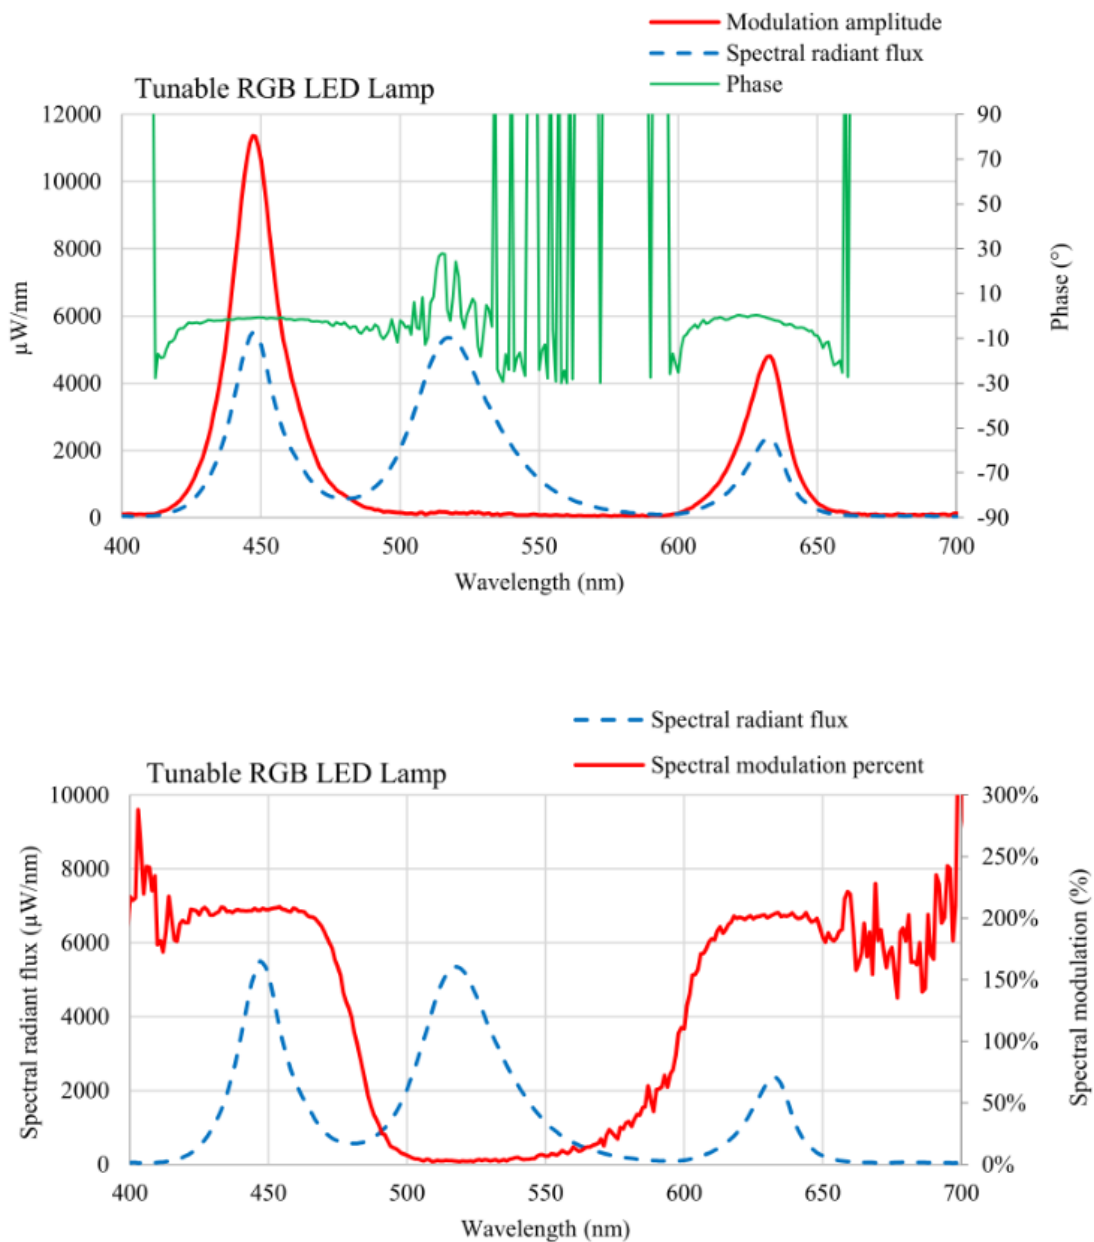 Modulation amplitude
Spectral radiant flux
Phase
Tunable RGB LED Lamp
12000
10000
8000
6000
4000
2000
0
µW/nm
90
70
50
30
10
-10
-30
-50
-70
-90
Phase (°)
400 450 500 550 600 650 700
Wavelength (nm)
Spectral radiant flux
Spectral modulation percent
Tunable RGB LED Lamp
10000
8000
6000
4000
2000
0
Spectral radiant flux (µW/nm)
300%
250%
200%
150%
100%
50%
0%
Spectral modulation (%)
400 450 500 550 600 650 700
Wavelength (nm)